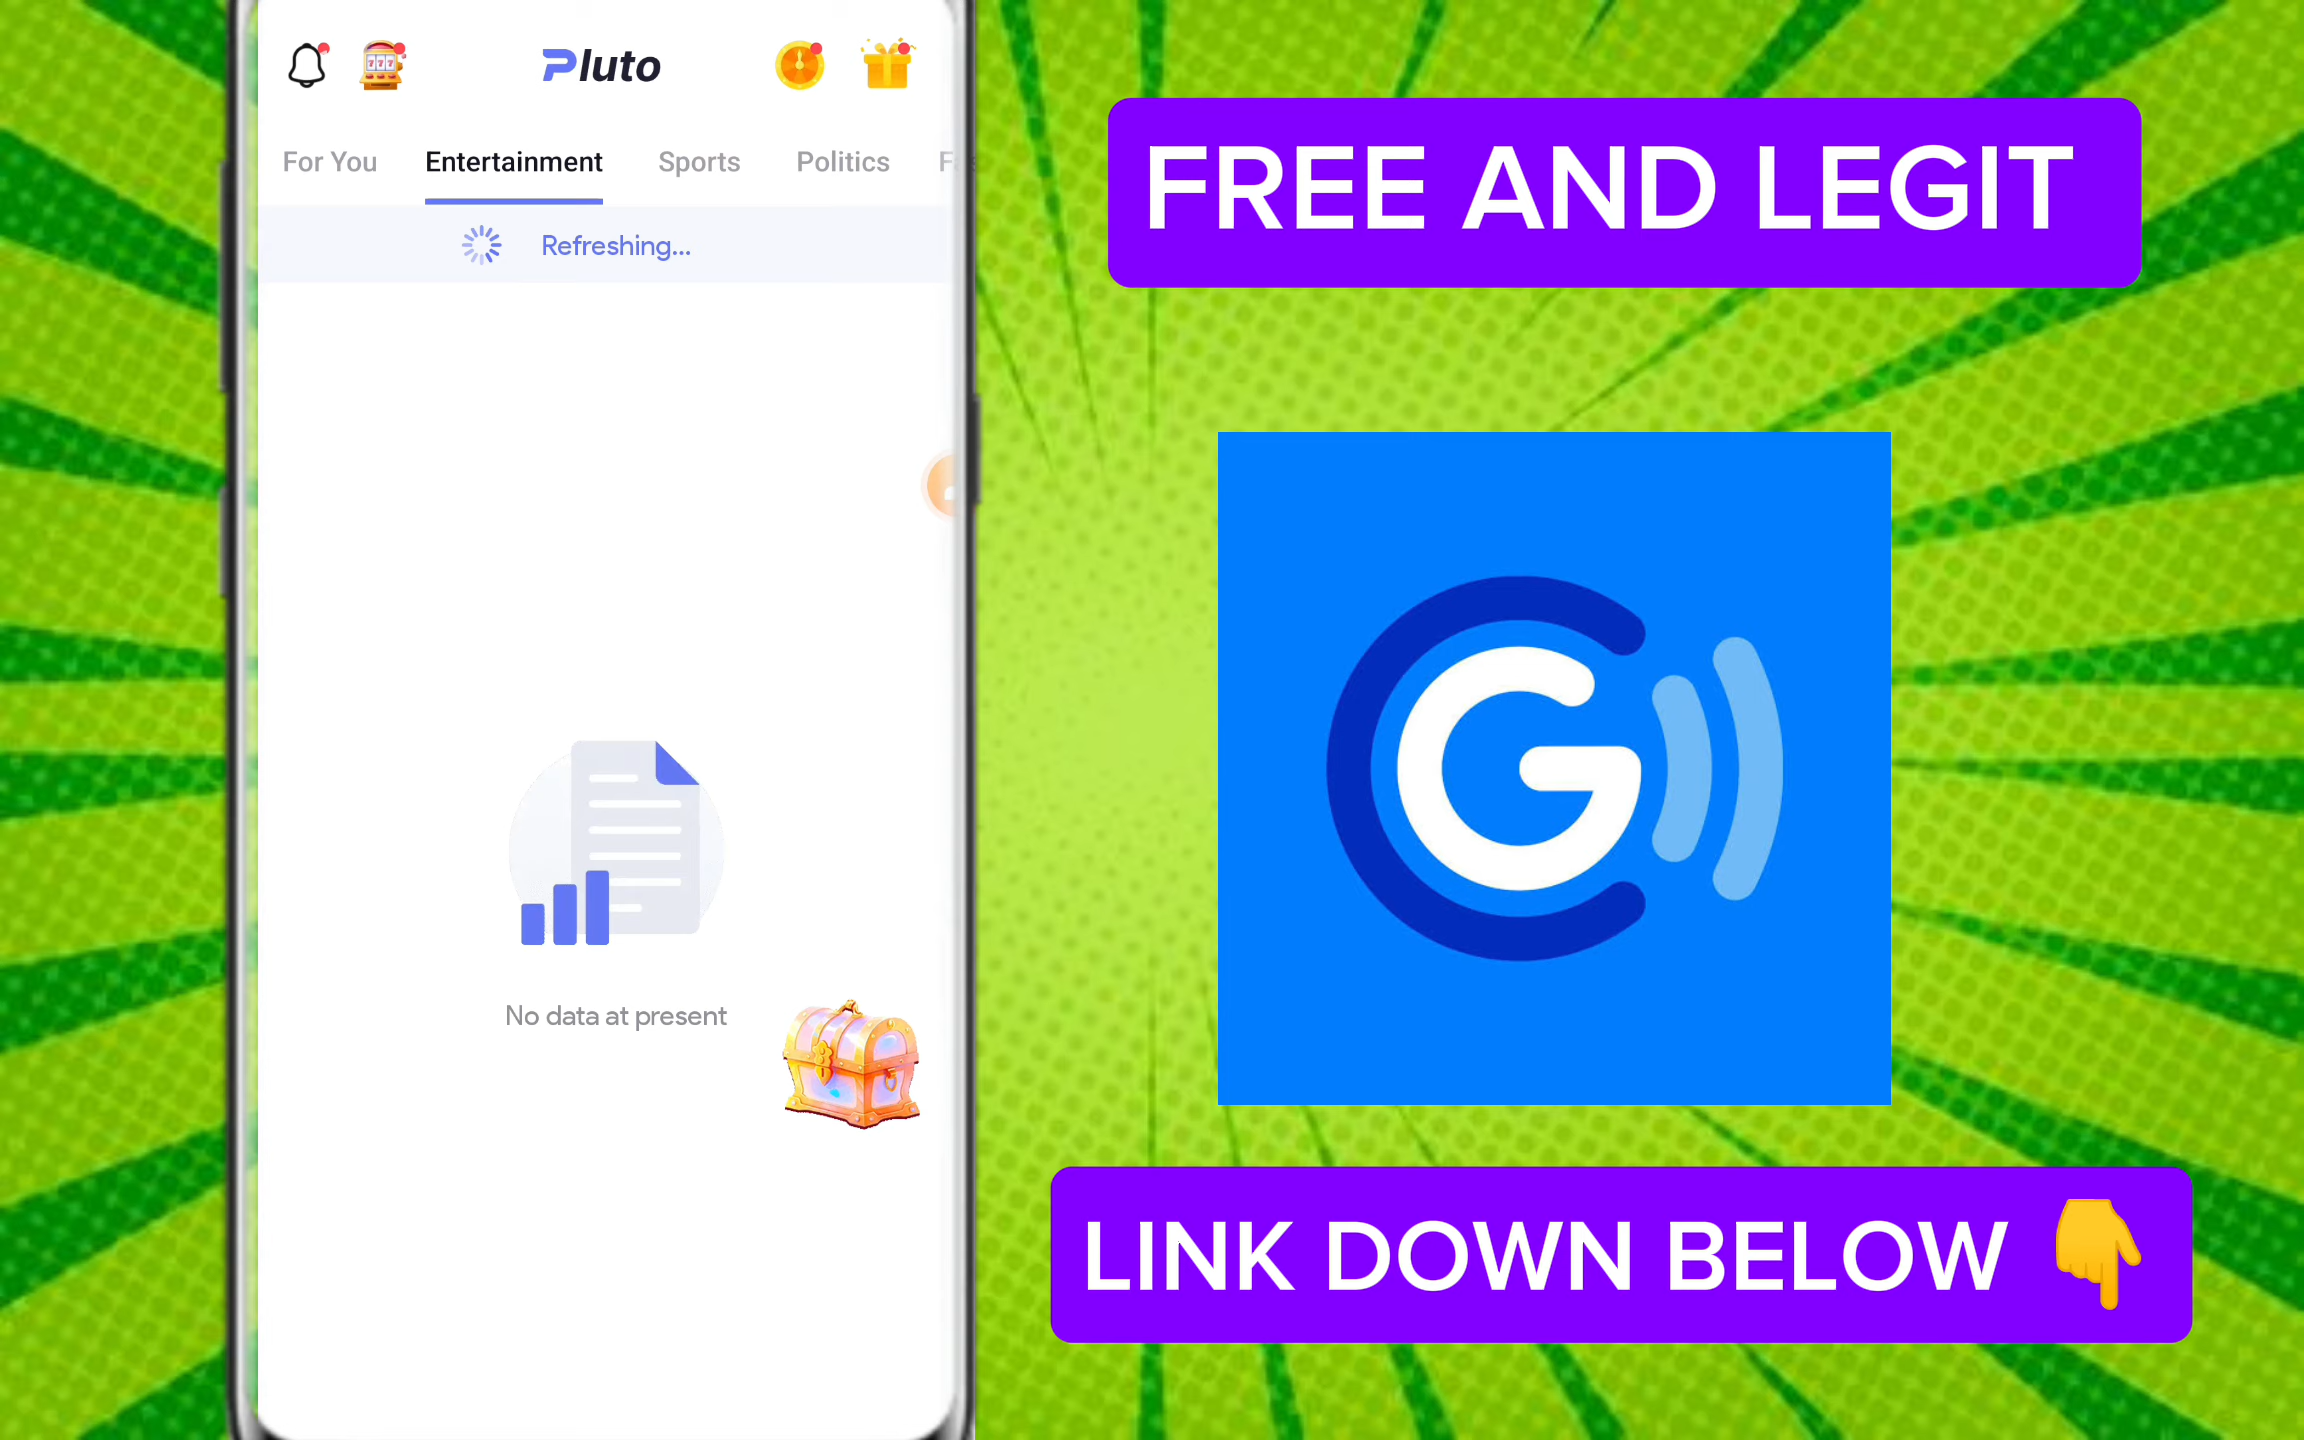 Pluto
For You Entertainment Sports Politics
Refreshing...
No data at present
FREE AND LEGIT
G
LINK DOWN BELOW 👇